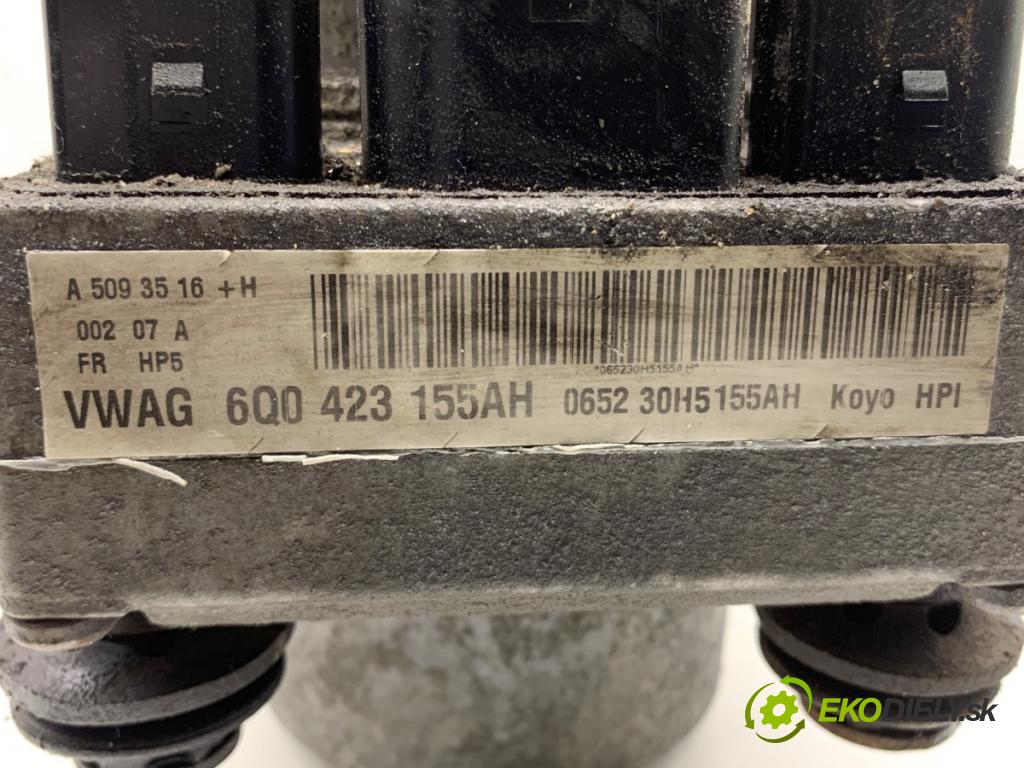 A 509 35 16 + H
002 07 A
FR HP5
*065230H5155AH*
VWAG 6Q0 423 155AH 0652 30H5155AH Koyo HPI
EKODIELY.sk